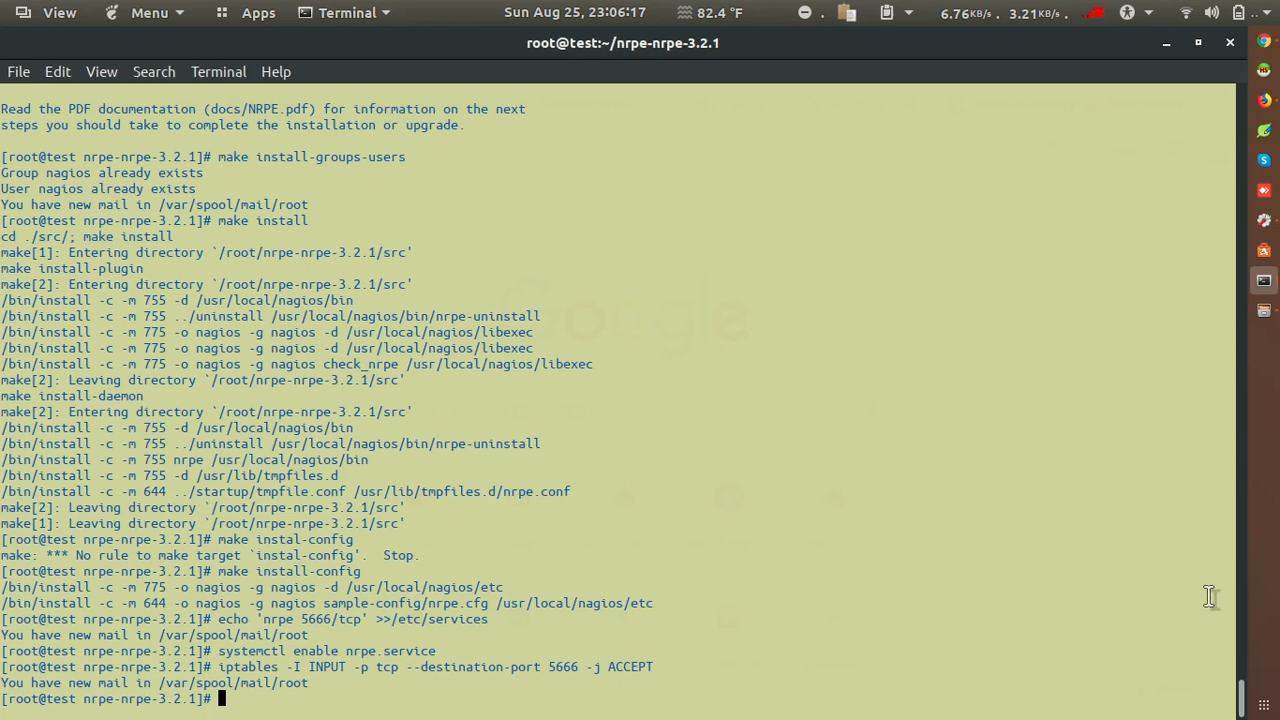 View Menu Apps Terminal Sun Aug 25, 23:06:17 82.4 °F 6.76KB/s 3.21KB/s
root@test:~/nrpe-nrpe-3.2.1
File Edit View Search Terminal Help
Read the PDF documentation (docs/NRPE.pdf) for information on the next
steps you should take to complete the installation or upgrade.
[root@test nrpe-nrpe-3.2.1]# make install-groups-users
Group nagios already exists
User nagios already exists
You have new mail in /var/spool/mail/root
[root@test nrpe-nrpe-3.2.1]# make install
cd ./src/; make install
make[1]: Entering directory `/root/nrpe-nrpe-3.2.1/src'
make install-plugin
make[2]: Entering directory `/root/nrpe-nrpe-3.2.1/src'
/bin/install -c -m 755 -d /usr/local/nagios/bin
/bin/install -c -m 755 ../uninstall /usr/local/nagios/bin/nrpe-uninstall
/bin/install -c -m 775 -o nagios -g nagios -d /usr/local/nagios/libexec
/bin/install -c -m 775 -o nagios -g nagios -d /usr/local/nagios/libexec
/bin/install -c -m 775 -o nagios -g nagios check_nrpe /usr/local/nagios/libexec
make[2]: Leaving directory `/root/nrpe-nrpe-3.2.1/src'
make install-daemon
make[2]: Entering directory `/root/nrpe-nrpe-3.2.1/src'
/bin/install -c -m 755 -d /usr/local/nagios/bin
/bin/install -c -m 755 ../uninstall /usr/local/nagios/bin/nrpe-uninstall
/bin/install -c -m 755 nrpe /usr/local/nagios/bin
/bin/install -c -m 755 -d /usr/lib/tmpfiles.d
/bin/install -c -m 644 ../startup/tmpfile.conf /usr/lib/tmpfiles.d/nrpe.conf
make[2]: Leaving directory `/root/nrpe-nrpe-3.2.1/src'
make[1]: Leaving directory `/root/nrpe-nrpe-3.2.1/src'
[root@test nrpe-nrpe-3.2.1]# make instal-config
make: *** No rule to make target `instal-config'.  Stop.
[root@test nrpe-nrpe-3.2.1]# make install-config
/bin/install -c -m 775 -o nagios -g nagios -d /usr/local/nagios/etc
/bin/install -c -m 644 -o nagios -g nagios sample-config/nrpe.cfg /usr/local/nagios/etc
[root@test nrpe-nrpe-3.2.1]# echo 'nrpe 5666/tcp' >>/etc/services
You have new mail in /var/spool/mail/root
[root@test nrpe-nrpe-3.2.1]# systemctl enable nrpe.service
[root@test nrpe-nrpe-3.2.1]# iptables -I INPUT -p tcp --destination-port 5666 -j ACCEPT
You have new mail in /var/spool/mail/root
[root@test nrpe-nrpe-3.2.1]#
Google